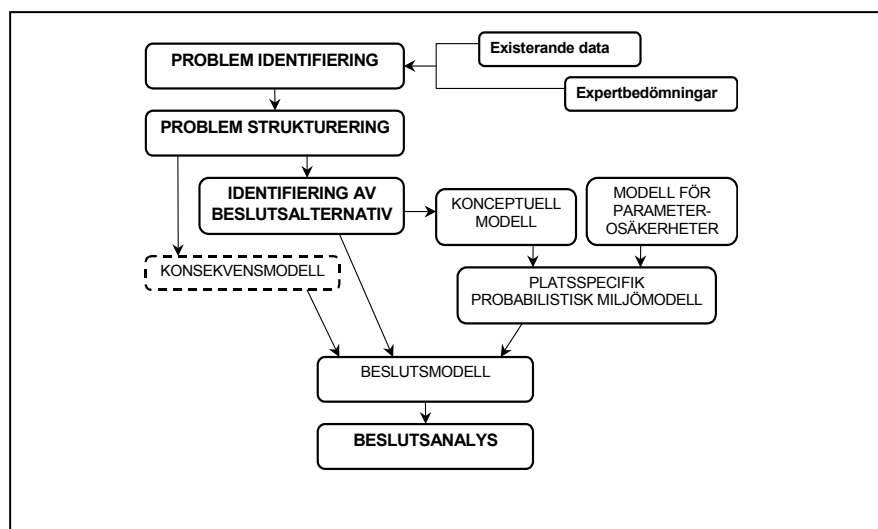 Existerande data
PROBLEM IDENTIFIERING
Expertbedömningar
PROBLEM STRUKTURERING
IDENTIFIERING AV
BESLUTSALTERNATIV
KONCEPTUELL
MODELL
MODELL FÖR
PARAMETER-
OSÄKERHETER
KONSEKVENSMODELL
PLATSSPECIFIK
PROBABILISTISK MILJÖMODELL
BESLUTSMODELL
BESLUTSANALYS